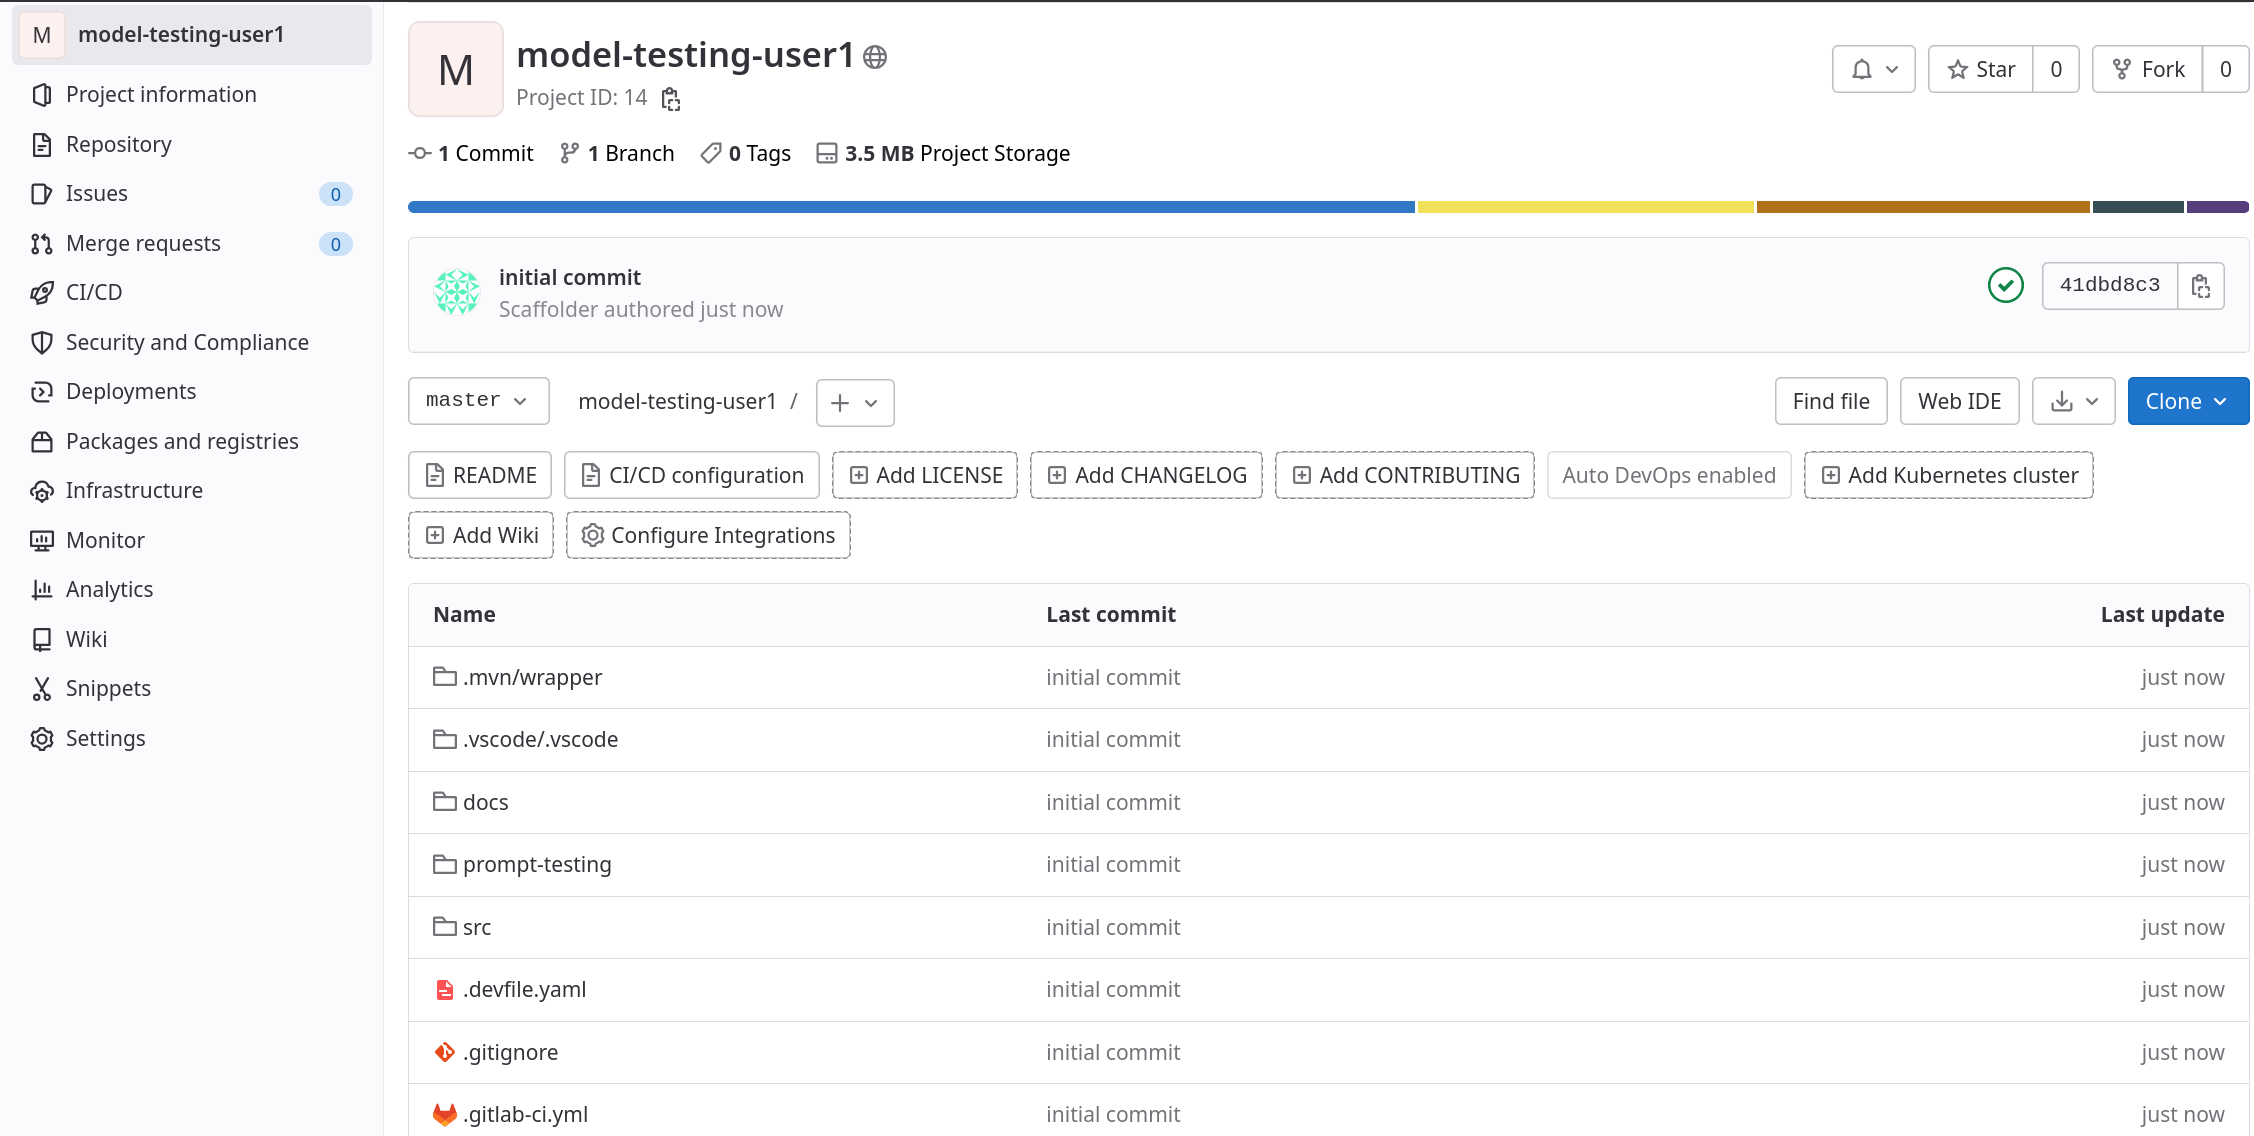 M model-testing-user1
Project information
Repository
Issues 0
Merge requests 0
CI/CD
Security and Compliance
Deployments
Packages and registries
Infrastructure
Monitor
Analytics
Wiki
Snippets
Settings
M
model-testing-user1
Project ID: 14
Star 0
Fork 0
1 Commit 1 Branch 0 Tags 3.5 MB Project Storage
initial commit
Scaffolder authored just now
41dbd8c3
master model-testing-user1 /
Find file Web IDE Clone
README CI/CD configuration Add LICENSE Add CHANGELOG Add CONTRIBUTING Auto DevOps enabled Add Kubernetes cluster
Add Wiki Configure Integrations
Name Last commit Last update
.mvn/wrapper initial commit just now
.vscode/.vscode initial commit just now
docs initial commit just now
prompt-testing initial commit just now
src initial commit just now
.devfile.yaml initial commit just now
.gitignore initial commit just now
.gitlab-ci.yml initial commit just now